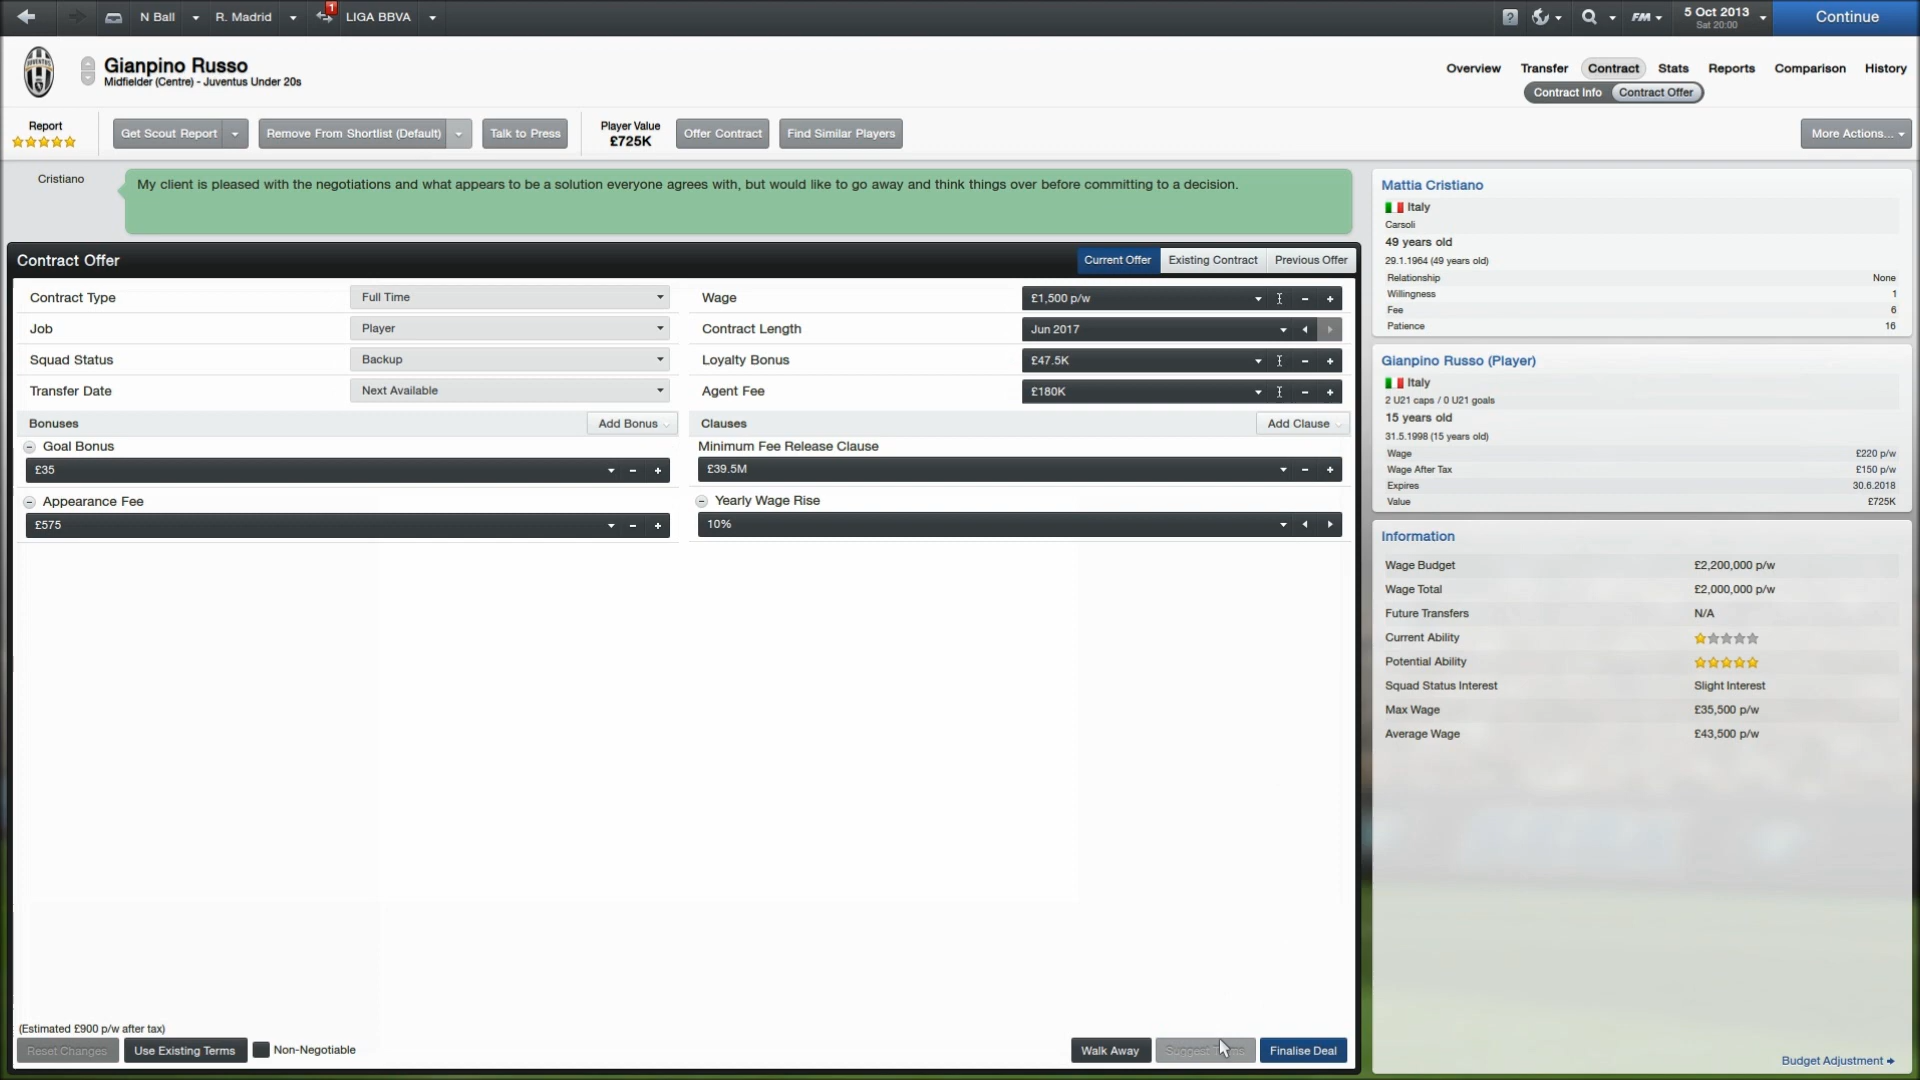 N Ball R. Madrid 1 LIGA BBVA ? FM 5 Oct 2013 Continue
Sat 20:00
Gianpino Russo
Midfielder (Centre) - Juventus Under 20s
Overview Transfer Contract Stats Reports Comparison History
Contract Info Contract Offer
Report Get Scout Report Remove From Shortlist (Default) Talk to Press Player Value Offer Contract Find Similar Players More Actions...
£725K
Cristiano My client is pleased with the negotiations and what appears to be a solution everyone agrees with, but would like to go away and think things over before committing to a decision.
Contract Offer Current Offer Existing Contract Previous Offer
Contract Type Full Time Wage £1,500 p/w
Job Player Contract Length Jun 2017
Squad Status Backup Loyalty Bonus £47.5K
Transfer Date Next Available Agent Fee £180K
Bonuses Add Bonus Clauses Add Clause
Goal Bonus Minimum Fee Release Clause
£35 £39.5M
Appearance Fee Yearly Wage Rise
£575 10%
(Estimated £900 p/w after tax)
Reset Changes Use Existing Terms Non-Negotiable Walk Away Suggest Terms Finalise Deal
Mattia Cristiano
Italy
Carsoli
49 years old
29.1.1964 (49 years old)
Relationship None
Willingness 1
Fee 6
Patience 16
Gianpino Russo (Player)
Italy
2 U21 caps / 0 U21 goals
15 years old
31.5.1998 (15 years old)
Wage £220 p/w
Wage After Tax £150 p/w
Expires 30.6.2018
Value £725K
Information
Wage Budget £2,200,000 p/w
Wage Total £2,000,000 p/w
Future Transfers N/A
Current Ability
Potential Ability
Squad Status Interest Slight Interest
Max Wage £35,500 p/w
Average Wage £43,500 p/w
Budget Adjustment